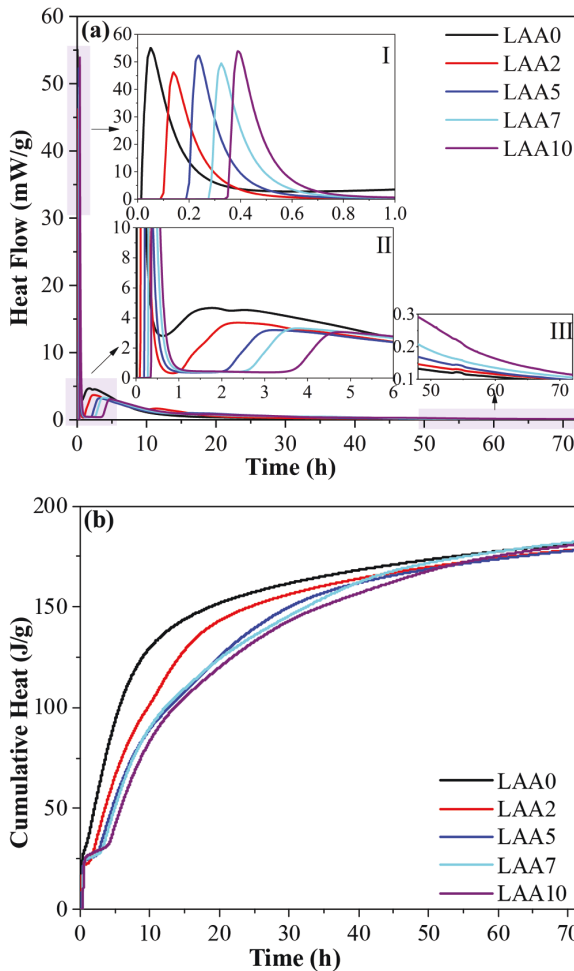 (a)
I
LAA0
LAA2
LAA5
LAA7
LAA10
60
50
40
30
20
10
0
0.0 0.2 0.4 0.6 0.8 1.0
II
10
8
6
4
2
0
0 1 2 3 4 5 6
III
0.3
0.2
0.1
50 60 70
Heat Flow (mW/g)
60
50
40
30
20
10
5
0
0 10 20 30 40 50 60 70
Time (h)
(b)
Cumulative Heat (J/g)
200
150
100
50
0
LAA0
LAA2
LAA5
LAA7
LAA10
0 10 20 30 40 50 60 70
Time (h)